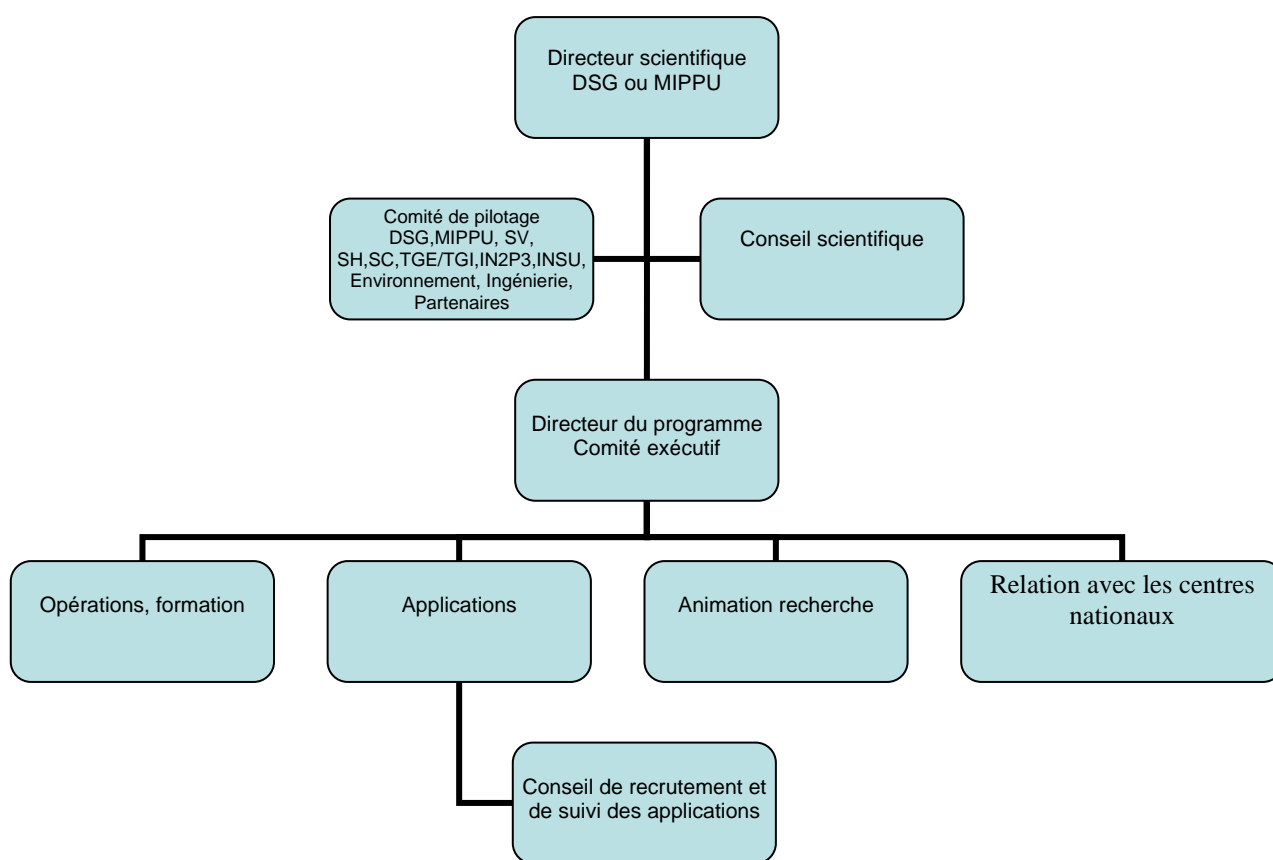 Directeur scientifique
DSG ou MIPPU
Comité de pilotage
DSG,MIPPU, SV,
SH,SC,TGE/TGI,IN2P3,INSU,
Environnement, Ingénierie,
Partenaires
Conseil scientifique
Directeur du programme
Comité exécutif
Opérations, formation
Applications
Animation recherche
Relation avec les centres
nationaux
Conseil de recrutement et
de suivi des applications